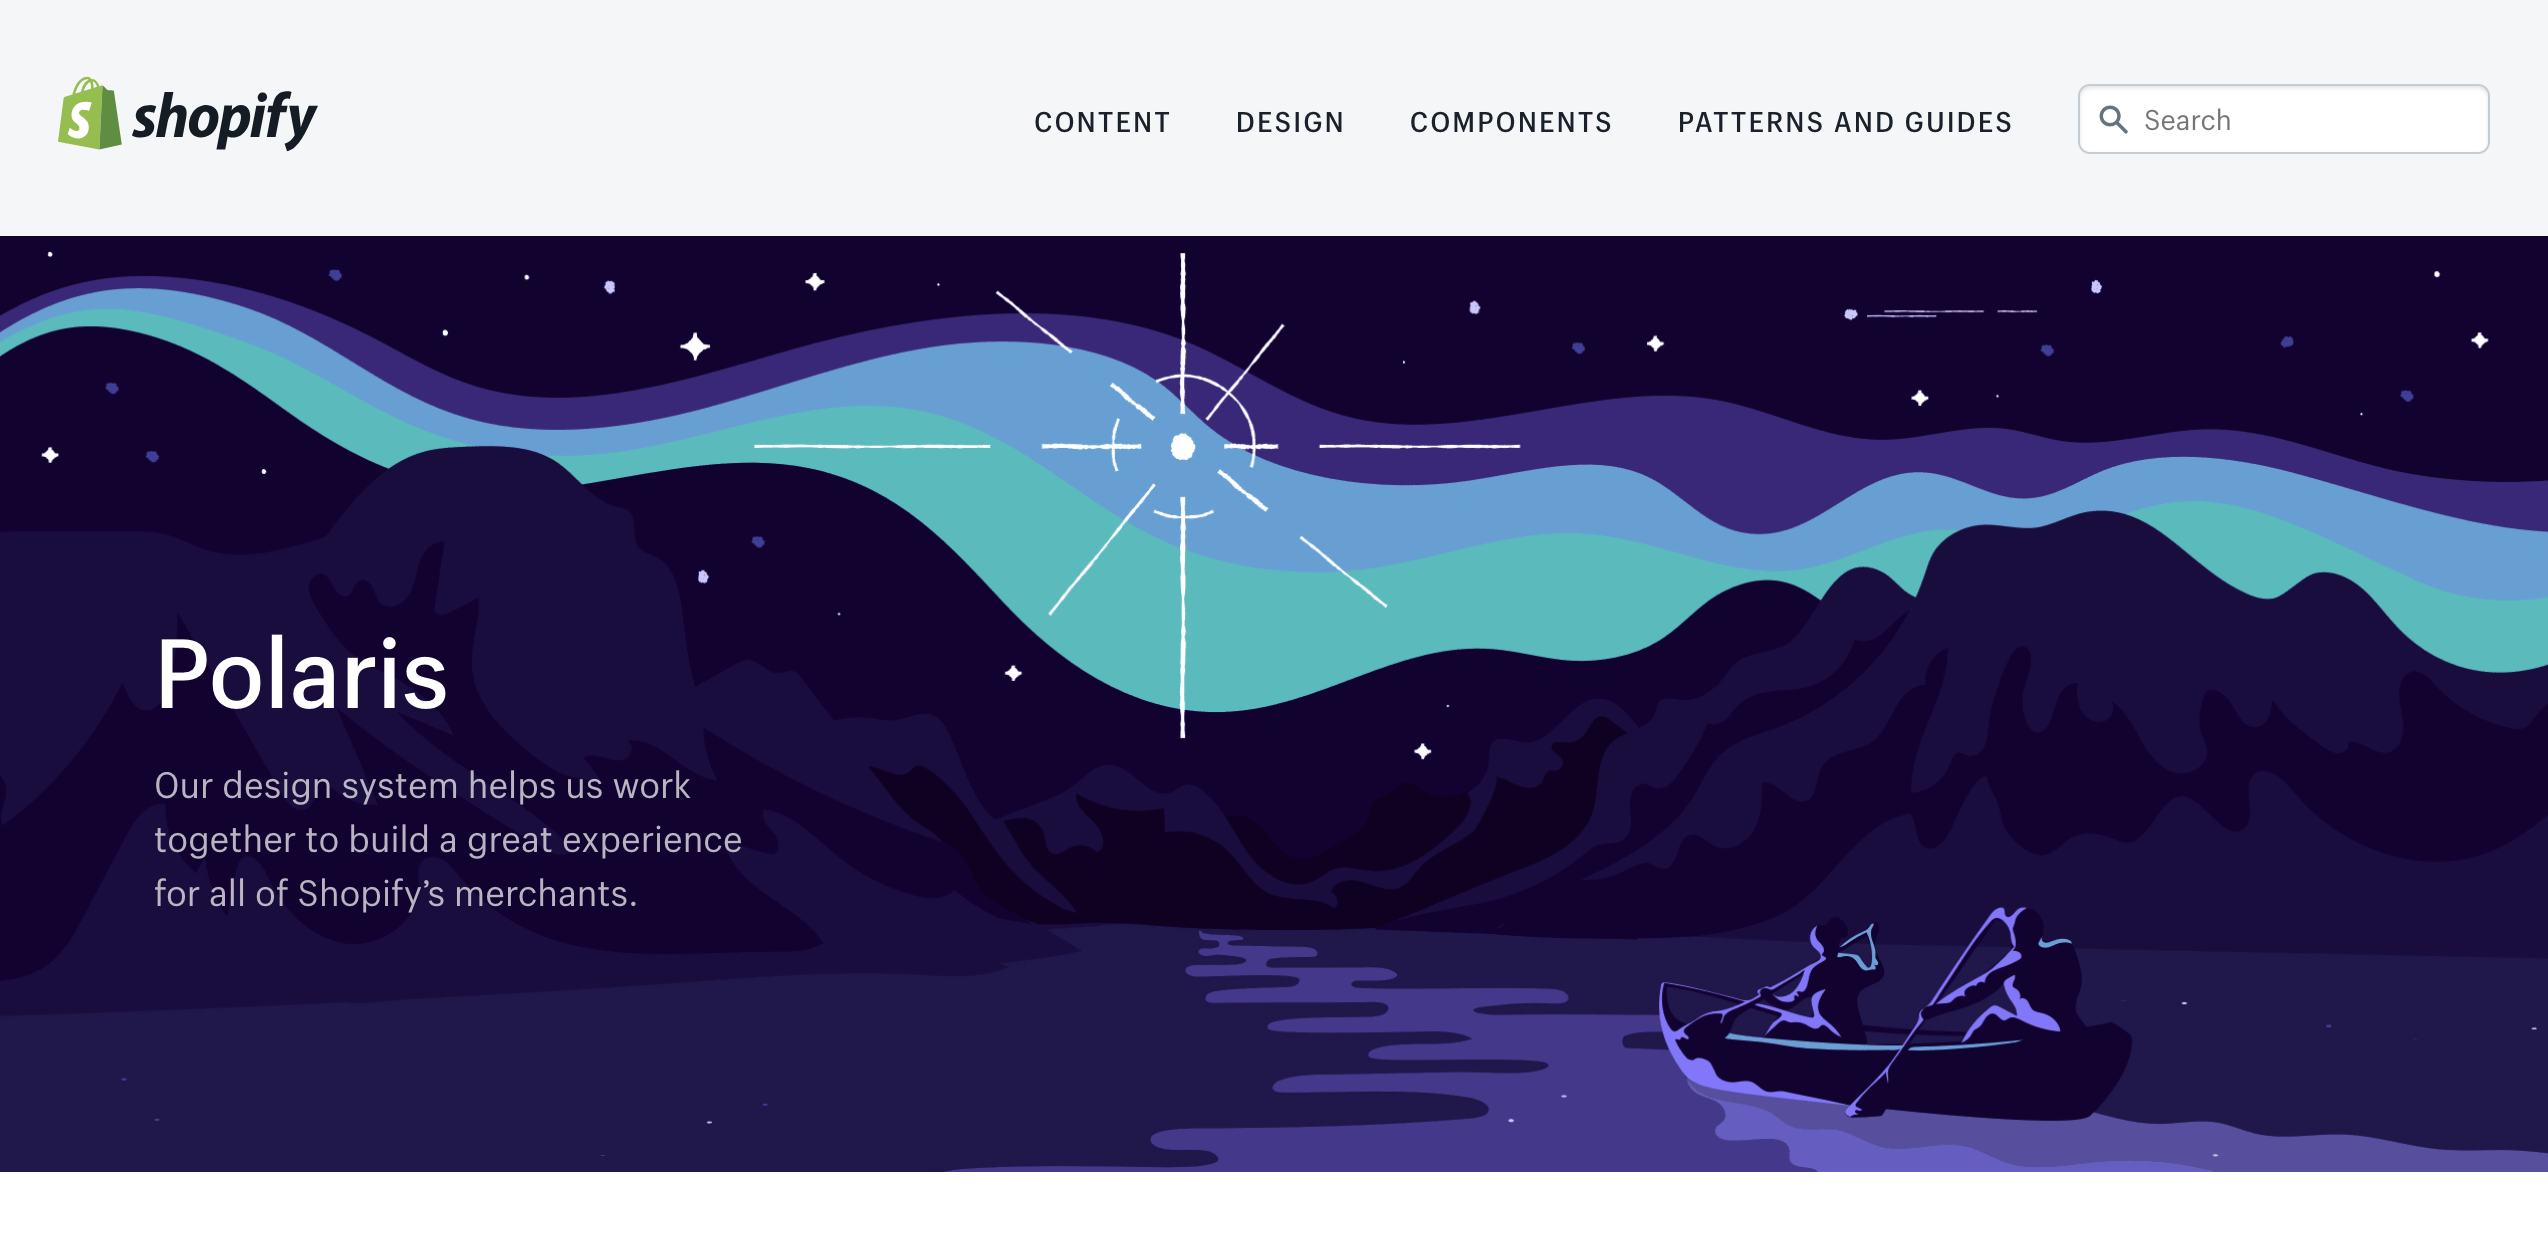 shopify
CONTENT DESIGN COMPONENTS PATTERNS AND GUIDES Search
Polaris
Our design system helps us work
together to build a great experience
for all of Shopify’s merchants.